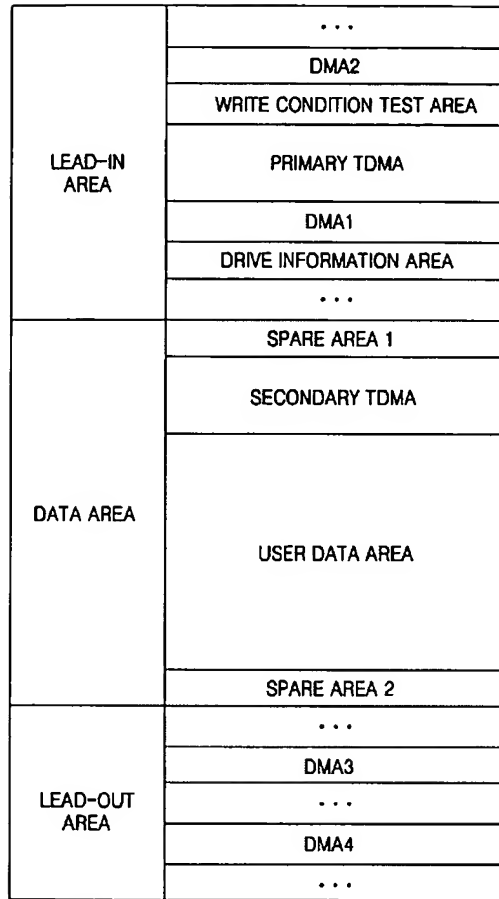 LEAD-IN
AREA
. . .
DMA2
WRITE CONDITION TEST AREA
PRIMARY TDMA
DMA1
DRIVE INFORMATION AREA
. . .
DATA AREA
SPARE AREA 1
SECONDARY TDMA
USER DATA AREA
SPARE AREA 2
LEAD-OUT
AREA
. . .
DMA3
. . .
DMA4
. . .